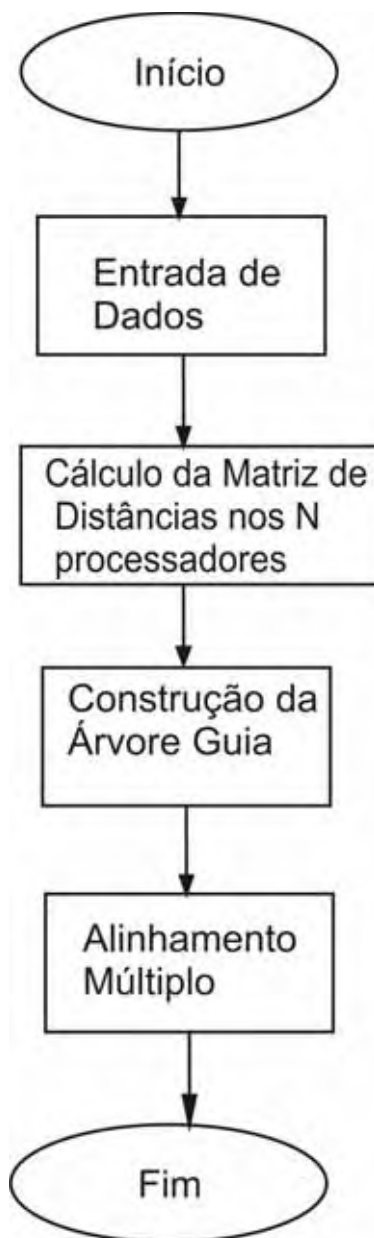 Início
Entrada de
Dados
Cálculo da Matriz de
Distâncias nos N
processadores
Construção da
Árvore Guia
Alinhamento
Múltiplo
Fim